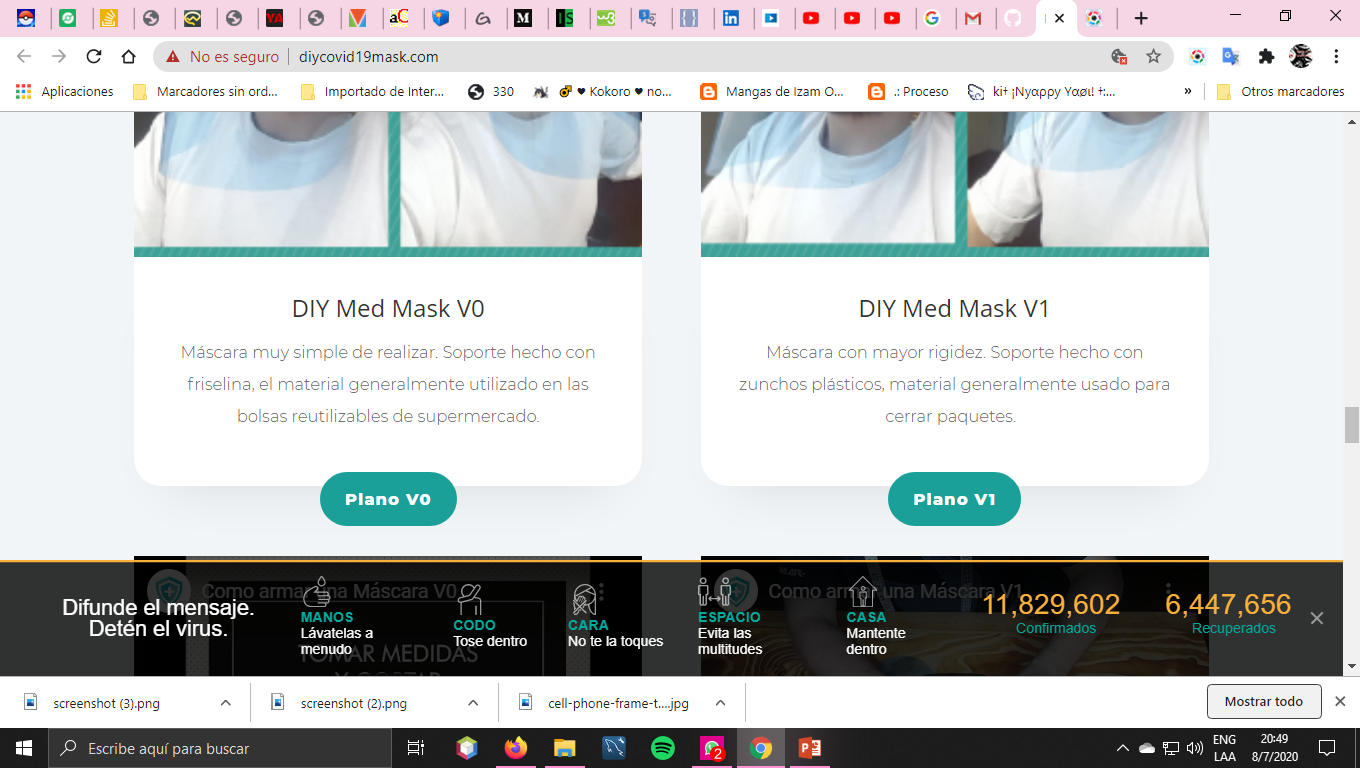 No es seguro
diycovid19mask.com
Aplicaciones
Marcadores sin ord...
Importado de Inter...
330
♥ Kokoro ♥ no...
Mangas de Izam O...
.: Proceso
»
Otros marcadores
DIY Med Mask V0
Máscara muy simple de realizar. Soporte hecho con
friselina, el material generalmente utilizado en las
bolsas reutilizables de supermercado.
Plano V0
DIY Med Mask V1
Máscara con mayor rigidez. Soporte hecho con
zunchos plásticos, material generalmente usado para
cerrar paquetes.
Plano V1
Como armar una Máscara V0
Como armar una Máscara V1
TOMAR MEDIDAS
Y CORTAR
Difunde el mensaje.
Detén el virus.
MANOS
Lávatelas a
menudo
CODO
Tose dentro
CARA
No te la toques
ESPACIO
Evita las
multitudes
CASA
Mantente
dentro
11,829,602
Confirmados
6,447,656
Recuperados
screenshot (3).png
screenshot (2).png
cell-phone-frame-t....jpg
Mostrar todo
Escribe aquí para buscar
2
ENG
LAA
20:49
8/7/2020